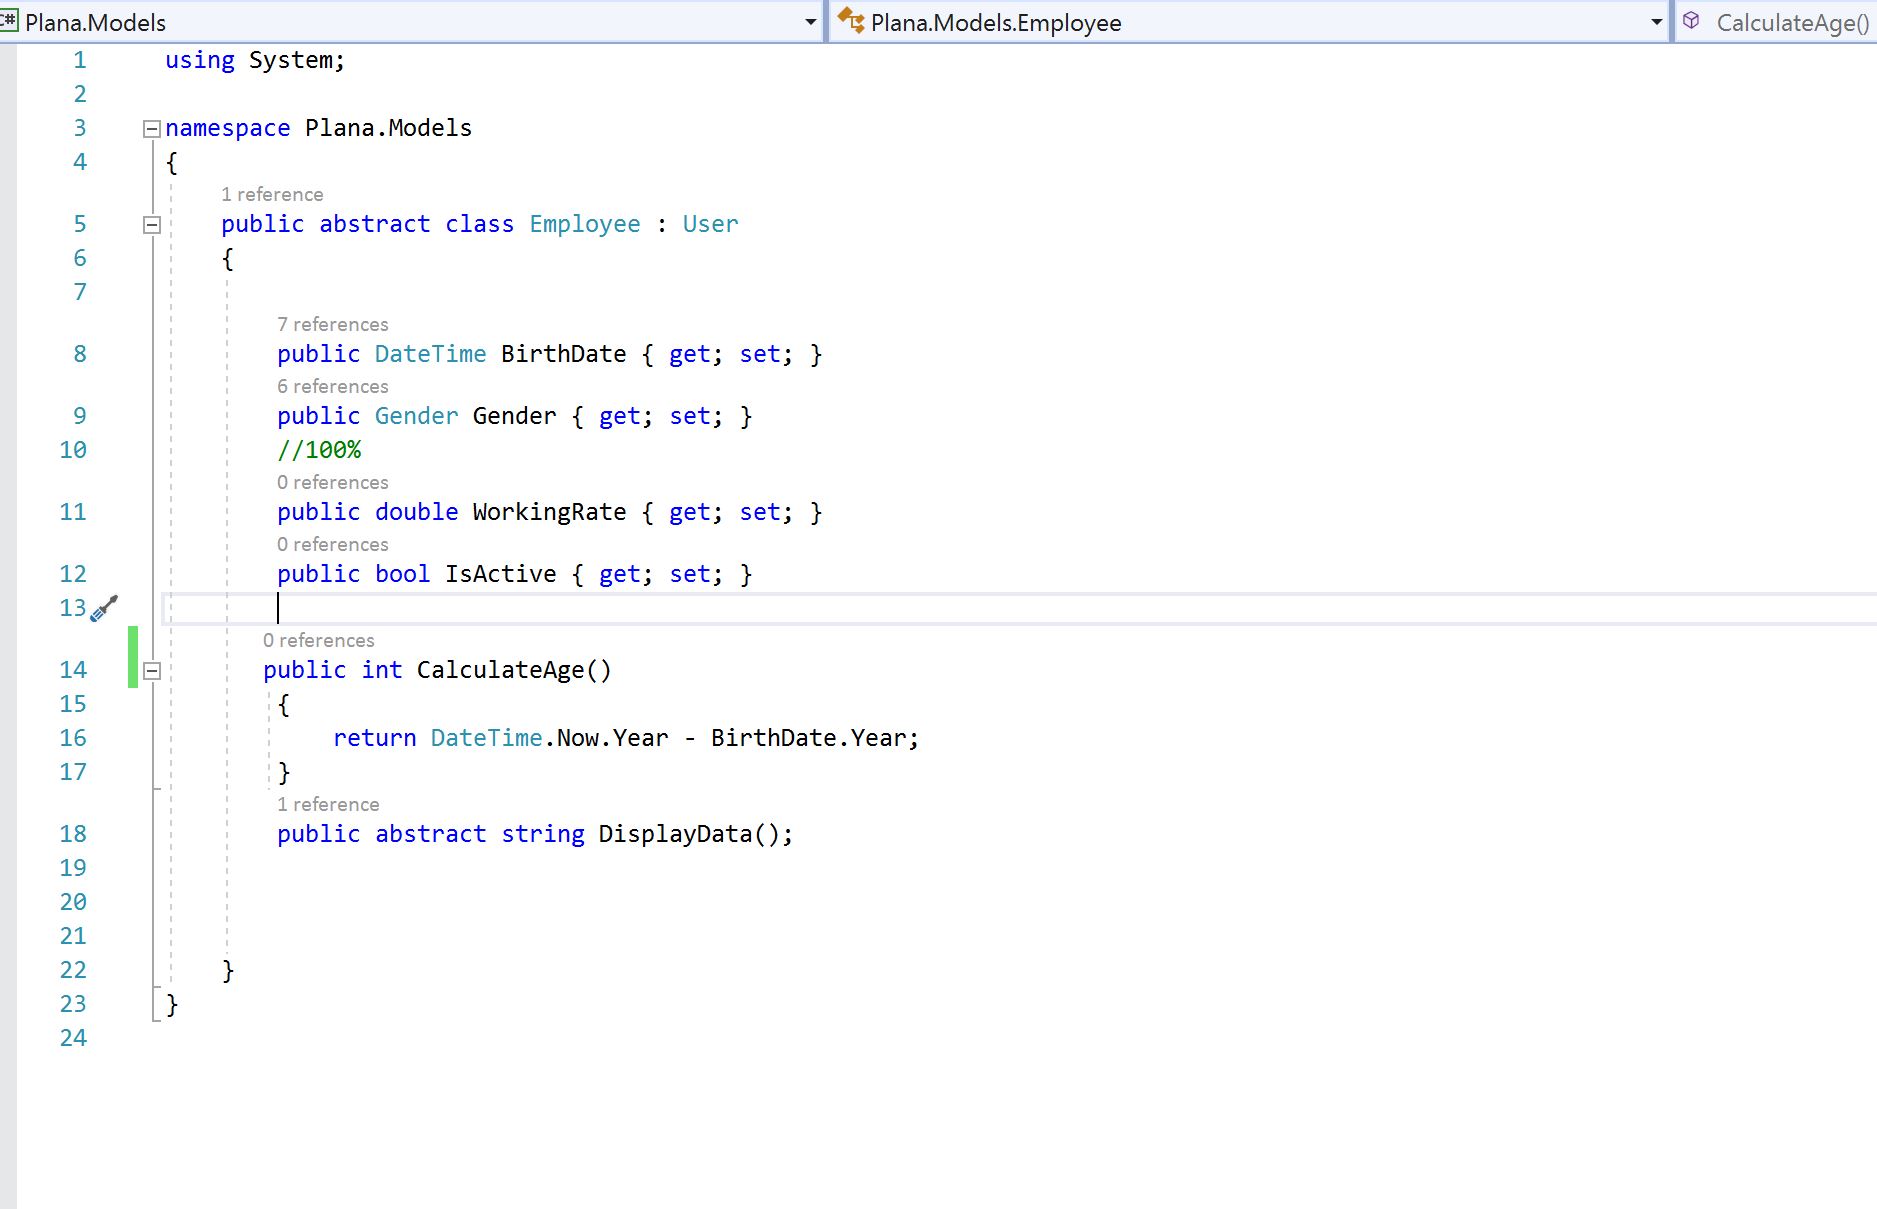 C# Plana.Models Plana.Models.Employee CalculateAge()
1 using System;
2
3 namespace Plana.Models
4 {
1 reference
5 public abstract class Employee : User
6 {
7
7 references
8 public DateTime BirthDate { get; set; }
6 references
9 public Gender Gender { get; set; }
10 //100%
0 references
11 public double WorkingRate { get; set; }
0 references
12 public bool IsActive { get; set; }
13
0 references
14 public int CalculateAge()
15 {
16 return DateTime.Now.Year - BirthDate.Year;
17 }
1 reference
18 public abstract string DisplayData();
19
20
21
22 }
23 }
24